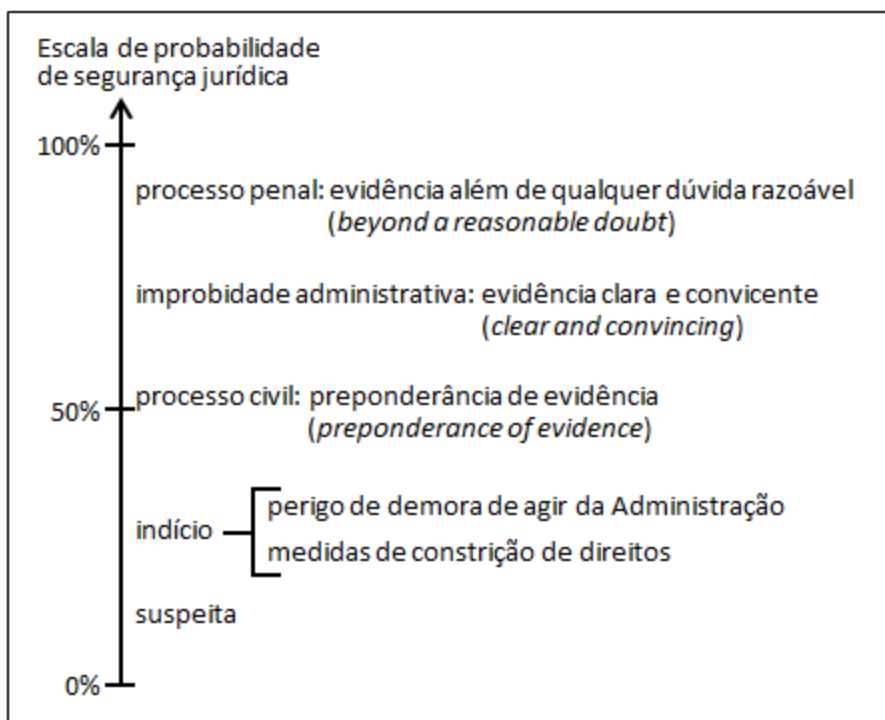 Escala de probabilidade
de segurança jurídica
100%
processo penal: evidência além de qualquer dúvida razoável
(beyond a reasonable doubt)
improbidade administrativa: evidência clara e convicente
(clear and convincing)
50%
processo civil: preponderância de evidência
(preponderance of evidence)
perigo de demora de agir da Administração
indício
medidas de constrição de direitos
suspeita
0%